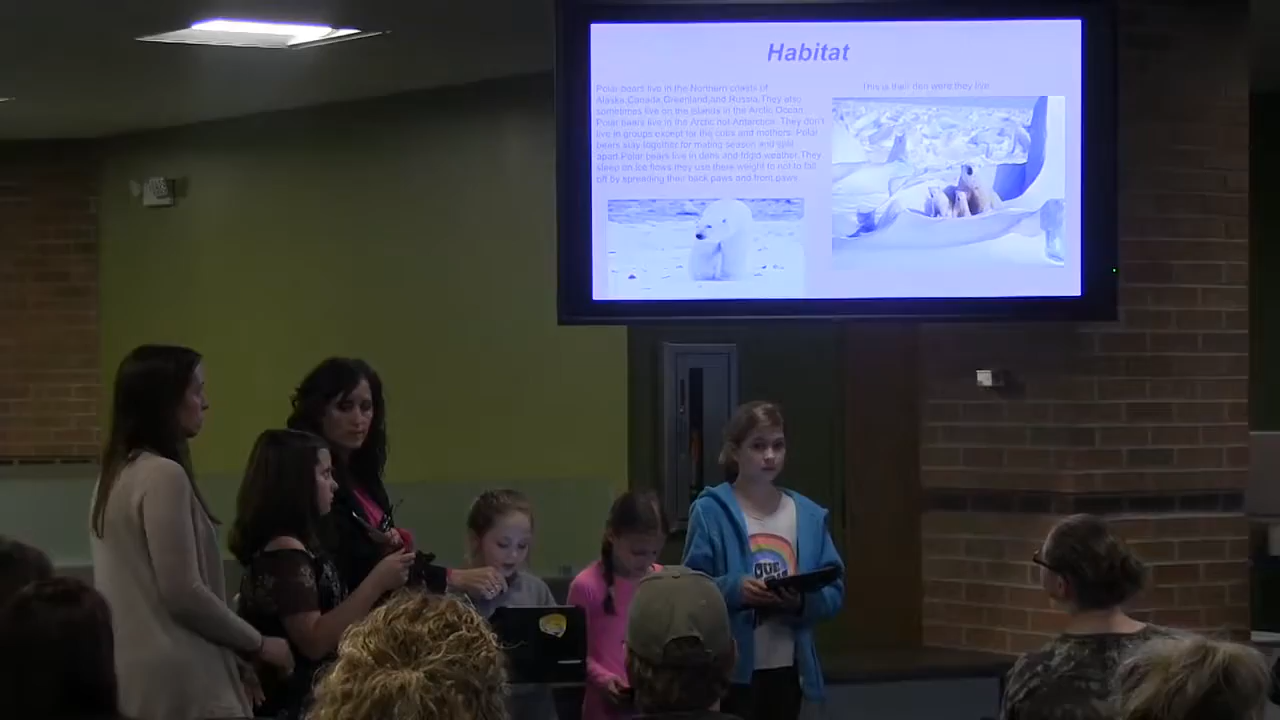 Habitat
Polar bears live in the Northern coasts of
Alaska,Canada,Greenland,and Russia.They also
sometimes live on the islands in the Arctic Ocean.
Polar bears live in the Arctic not Antarctica. They don't
live in groups except for the cubs and mothers. Polar
bears stay together for mating season and split
apart.Polar bears live in dens and frigid weather.They
sleep on ice flows they use there weight to not to fall
off by spreading their back paws and front paws.
This is their den were they live.